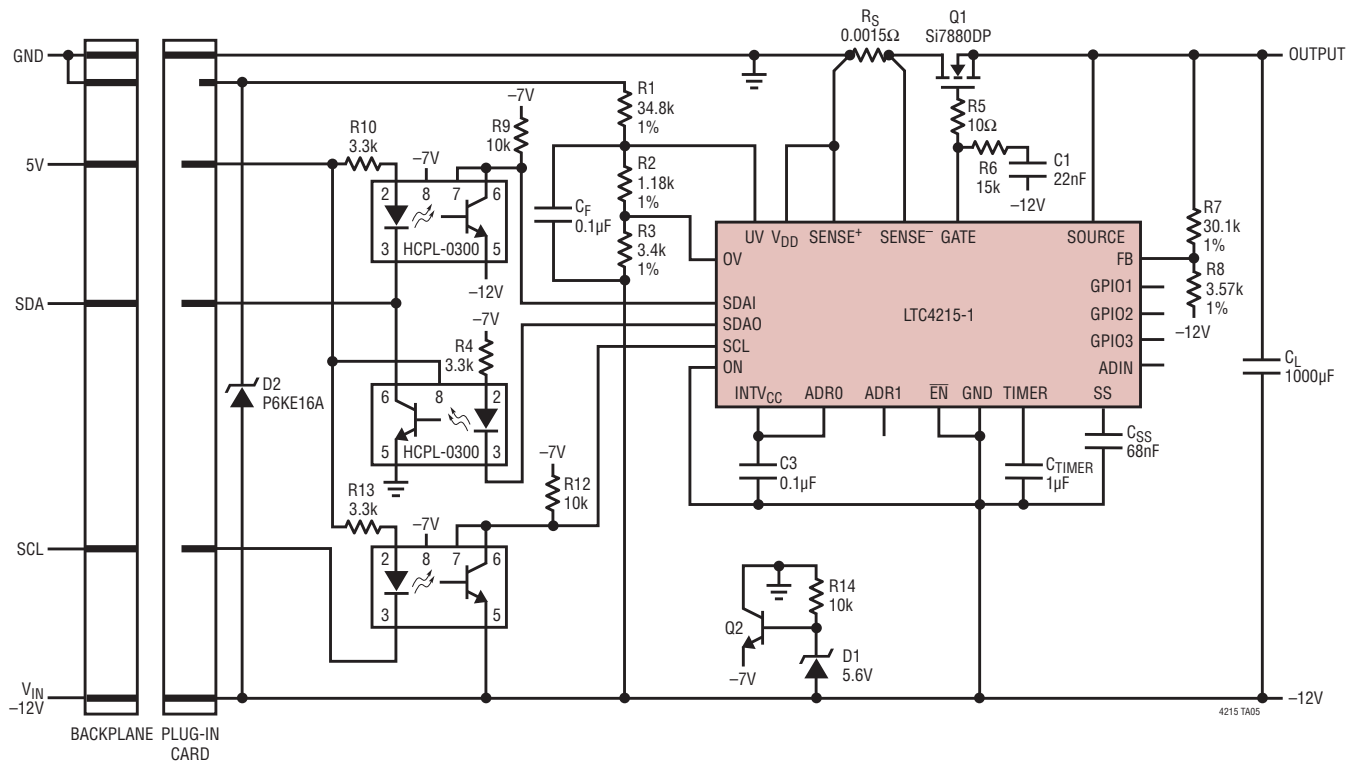 GND
5V
SDA
SCL
V_IN
–12V
BACKPLANE
PLUG-IN
CARD
D2
P6KE16A
R10
3.3k
–7V
R9
10k
–7V
2
8
7
6
3
HCPL-0300
5
–12V
–7V
R4
3.3k
6
8
2
5
HCPL-0300
3
R13
3.3k
–7V
–7V
R12
10k
2
8
7
6
3
5
C_F
0.1µF
R1
34.8k
1%
R2
1.18k
1%
R3
3.4k
1%
R_S
0.0015Ω
Q1
Si7880DP
R5
10Ω
R6
15k
C1
22nF
–12V
OUTPUT
R7
30.1k
1%
R8
3.57k
1%
–12V
C_L
1000µF
UV
V_DD
SENSE+
SENSE–
GATE
SOURCE
OV
SDAI
SDAO
SCL
ON
LTC4215-1
FB
GPIO1
GPIO2
GPIO3
ADIN
INTV_CC
ADR0
ADR1
EN
GND
TIMER
SS
C3
0.1µF
C_TIMER
1µF
C_SS
68nF
Q2
–7V
R14
10k
D1
5.6V
–12V
4215 TA05